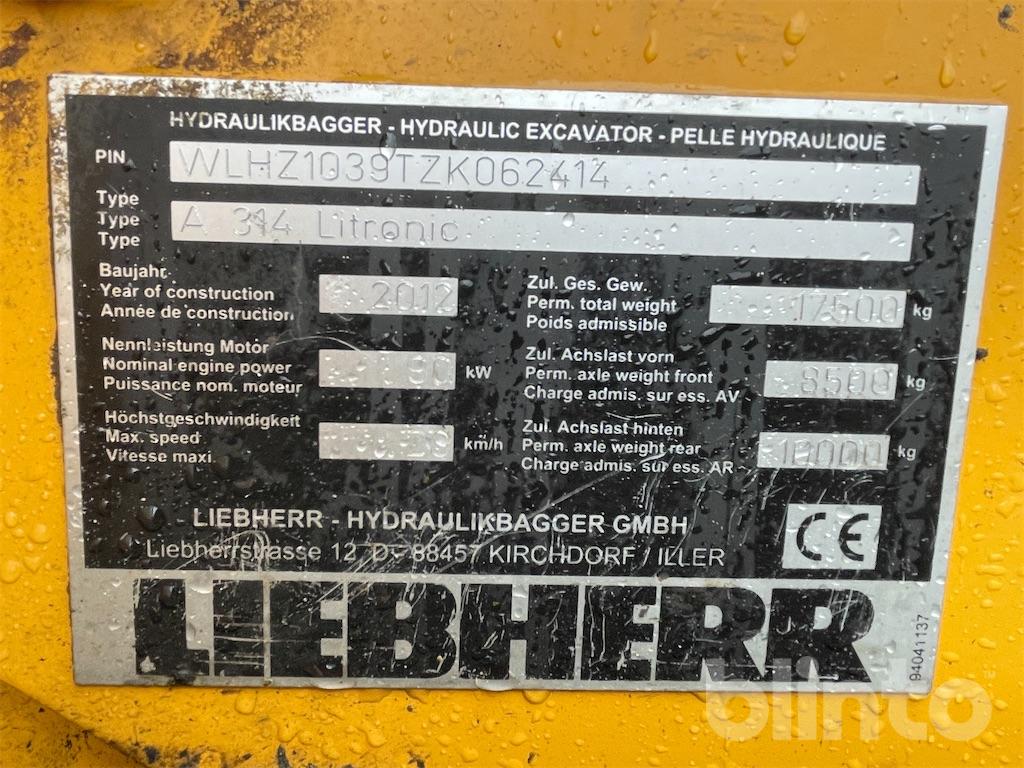 HYDRAULIKBAGGER - HYDRAULIC EXCAVATOR - PELLE HYDRAULIQUE
PIN WLHZ1039TZK062414
Type
Type A 314 Litronic
Type
Baujahr
Year of construction 2012
Année de construction
Zul. Ges. Gew.
Perm. total weight 17500 kg
Poids admissible
Nennleistung Motor
Nominal engine power 90 kW
Puissance nom. moteur
Zul. Achslast vorn
Perm. axle weight front 8500 kg
Charge admis. sur ess. AV
Höchstgeschwindigkeit
Max. speed km/h
Vitesse maxi.
Zul. Achslast hinten
Perm. axle weight rear 10000 kg
Charge admis. sur ess. AR
LIEBHERR - HYDRAULIKBAGGER GMBH
Liebherrstrasse 12, D - 88457 KIRCHDORF / ILLER
CE
LIEBHERR
94041137
blinto